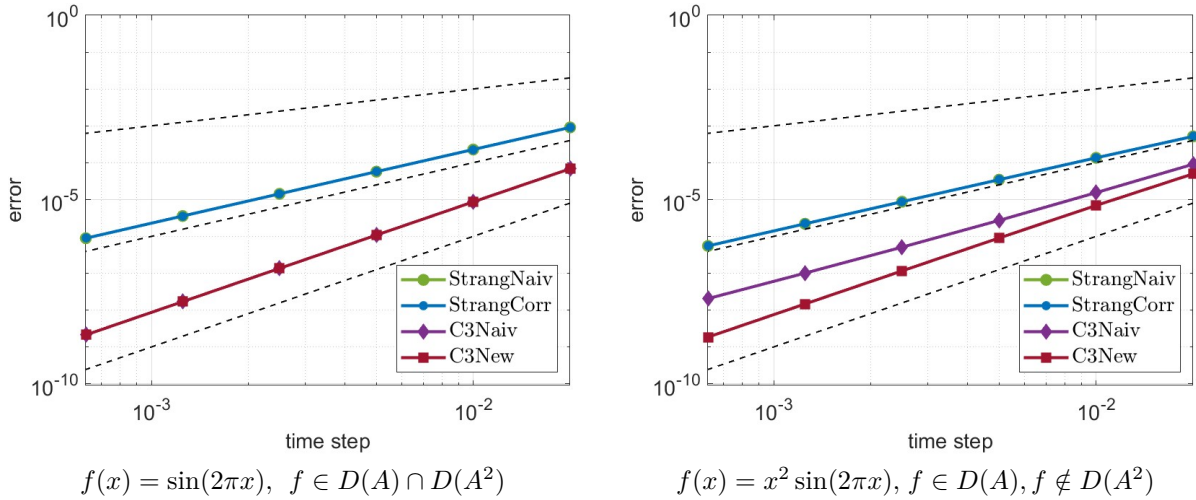 10^0
10^-5
10^-10
error
10^-3
10^-2
time step
StrangNaiv
StrangCorr
C3Naiv
C3New
f(x) = sin(2πx), f ∈ D(A) ∩ D(A^2)
10^0
10^-5
10^-10
error
10^-3
10^-2
time step
StrangNaiv
StrangCorr
C3Naiv
C3New
f(x) = x^2 sin(2πx), f ∈ D(A), f ∉ D(A^2)